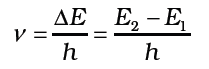 ν = ΔE / h = (E₂ − E₁) / h